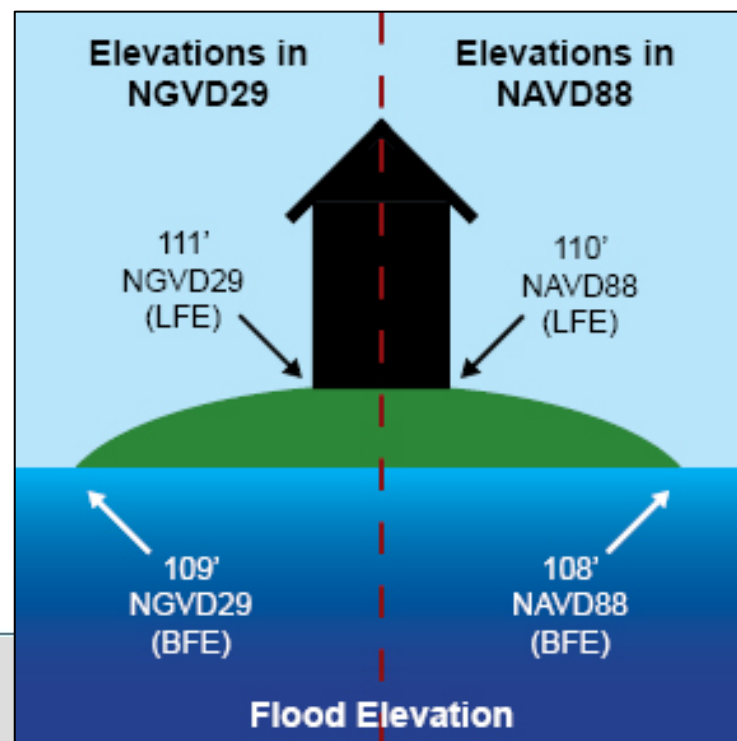 Elevations in
NGVD29
Elevations in
NAVD88
111’
NGVD29
(LFE)
110’
NAVD88
(LFE)
109’
NGVD29
(BFE)
108’
NAVD88
(BFE)
Flood Elevation